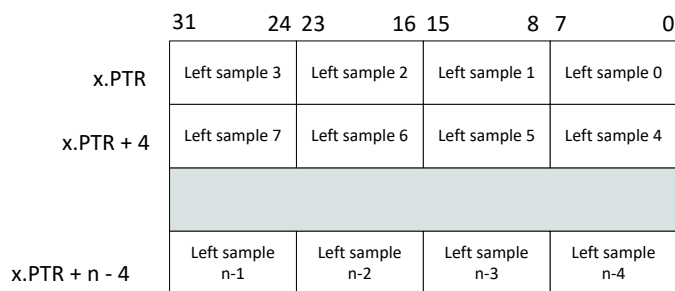 31 24 23 16 15 8 7 0
x.PTR Left sample 3 Left sample 2 Left sample 1 Left sample 0
x.PTR + 4 Left sample 7 Left sample 6 Left sample 5 Left sample 4
x.PTR + n - 4 Left sample n-1 Left sample n-2 Left sample n-3 Left sample n-4